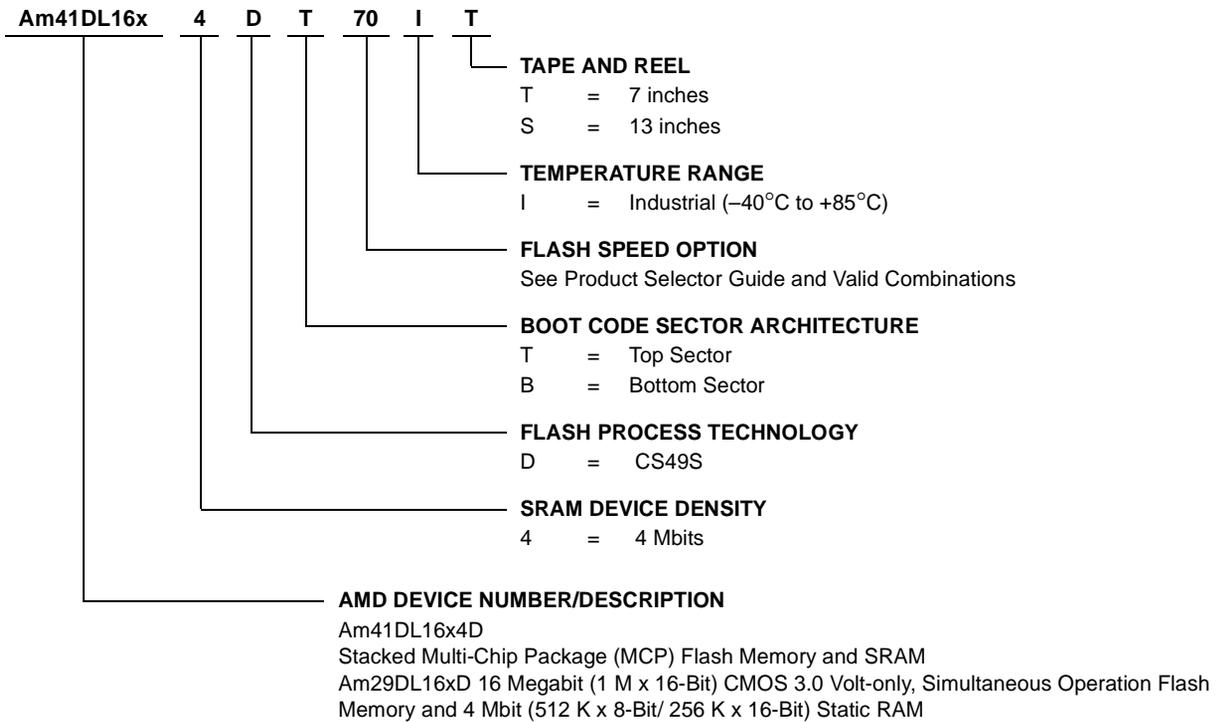 Am41DL16x 4 D T 70 I T
TAPE AND REEL
T = 7 inches
S = 13 inches
TEMPERATURE RANGE
I = Industrial (–40°C to +85°C)
FLASH SPEED OPTION
See Product Selector Guide and Valid Combinations
BOOT CODE SECTOR ARCHITECTURE
T = Top Sector
B = Bottom Sector
FLASH PROCESS TECHNOLOGY
D = CS49S
SRAM DEVICE DENSITY
4 = 4 Mbits
AMD DEVICE NUMBER/DESCRIPTION
Am41DL16x4D
Stacked Multi-Chip Package (MCP) Flash Memory and SRAM
Am29DL16xD 16 Megabit (1 M x 16-Bit) CMOS 3.0 Volt-only, Simultaneous Operation Flash
Memory and 4 Mbit (512 K x 8-Bit/ 256 K x 16-Bit) Static RAM